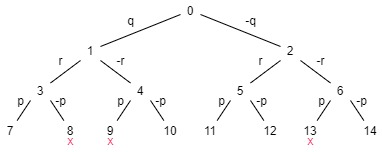 0
q -q
1 2
r -r r -r
3 4 5 6
p -p p -p p -p p -p
7 8 9 10 11 12 13 14
x x x